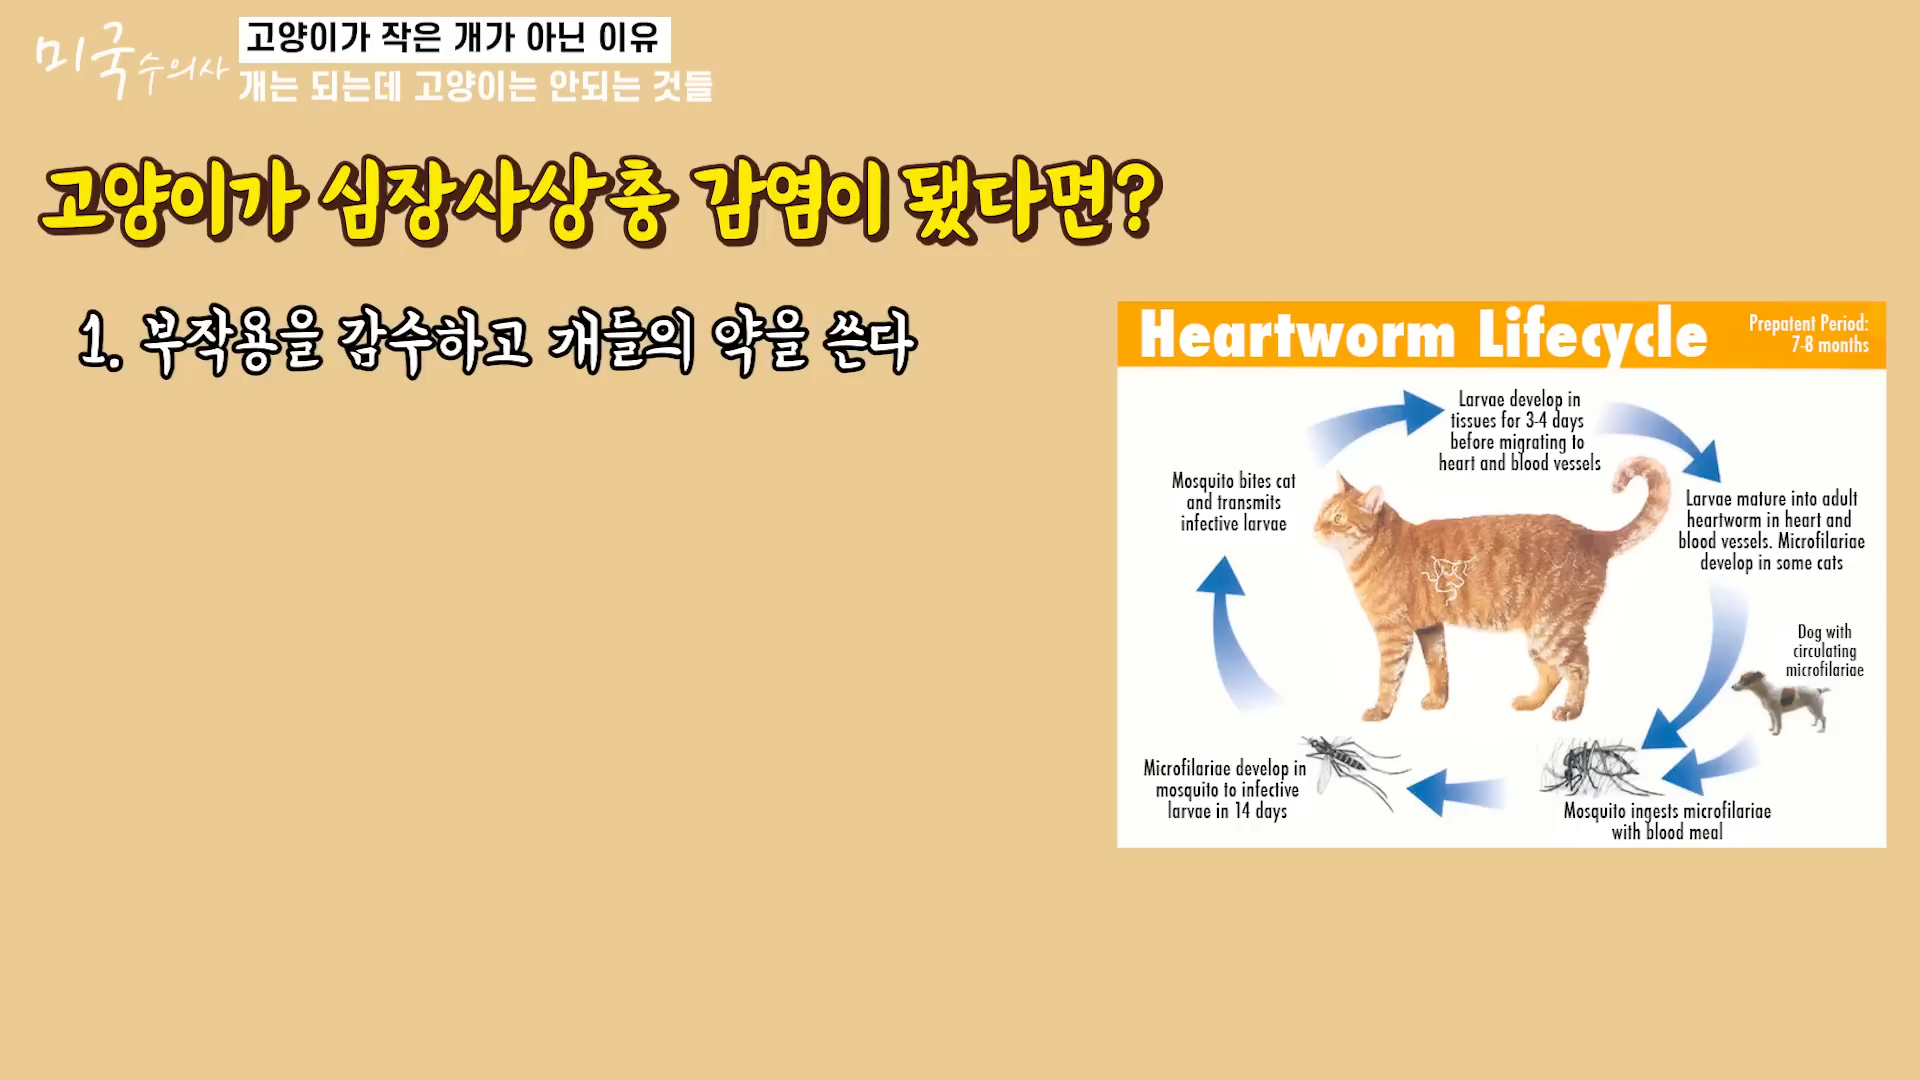 미국수의사
고양이가 작은 개가 아닌 이유
개는 되는데 고양이는 안되는 것들
고양이가 심장사상충 감염이 됐다면?
1. 부작용을 감수하고 개들의 약을 쓴다
Heartworm Lifecycle
Prepatent Period:
7-8 months
Larvae develop in
tissues for 3-4 days
before migrating to
heart and blood vessels
Mosquito bites cat
and transmits
infective larvae
Larvae mature into adult
heartworm in heart and
blood vessels. Microfilariae
develop in some cats
Dog with
circulating
microfilariae
Microfilariae develop in
mosquito to infective
larvae in 14 days
Mosquito ingests microfilariae
with blood meal